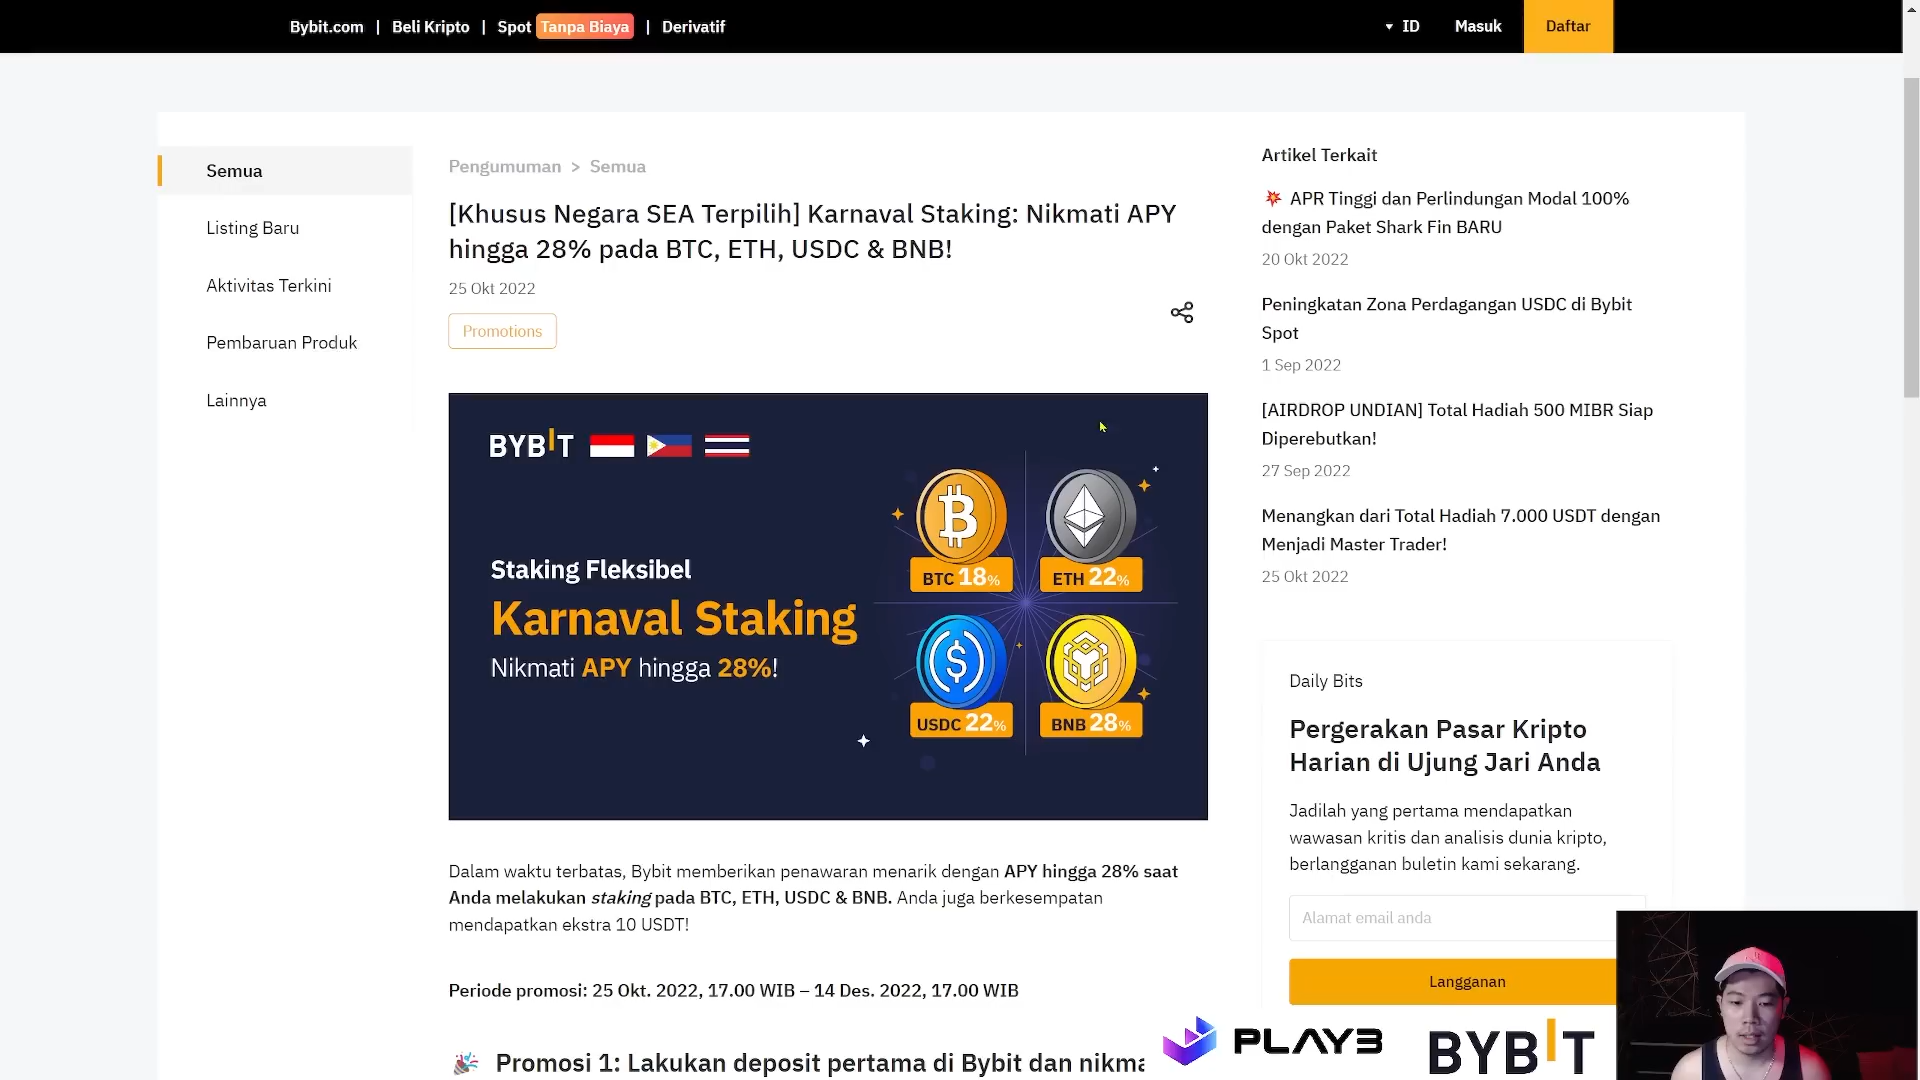 Bybit.com | Beli Kripto | Spot Tanpa Biaya | Derivatif
ID Masuk Daftar
Semua
Listing Baru
Aktivitas Terkini
Pembaruan Produk
Lainnya
Pengumuman > Semua
[Khusus Negara SEA Terpilih] Karnaval Staking: Nikmati APY
hingga 28% pada BTC, ETH, USDC & BNB!
25 Okt 2022
Promotions
BYBIT
Staking Fleksibel
Karnaval Staking
Nikmati APY hingga 28%!
BTC 18%
ETH 22%
USDC 22%
BNB 28%
Dalam waktu terbatas, Bybit memberikan penawaran menarik dengan APY hingga 28% saat
Anda melakukan staking pada BTC, ETH, USDC & BNB. Anda juga berkesempatan
mendapatkan ekstra 10 USDT!
Periode promosi: 25 Okt. 2022, 17.00 WIB – 14 Des. 2022, 17.00 WIB
Promosi 1: Lakukan deposit pertama di Bybit dan
Artikel Terkait
APR Tinggi dan Perlindungan Modal 100%
dengan Paket Shark Fin BARU
20 Okt 2022
Peningkatan Zona Perdagangan USDC di Bybit
Spot
1 Sep 2022
[AIRDROP UNDIAN] Total Hadiah 500 MIBR Siap
Diperebutkan!
27 Sep 2022
Menangkan dari Total Hadiah 7.000 USDT dengan
Menjadi Master Trader!
25 Okt 2022
Daily Bits
Pergerakan Pasar Kripto
Harian di Ujung Jari Anda
Jadilah yang pertama mendapatkan
wawasan kritis dan analisis dunia kripto,
berlangganan buletin kami sekarang.
Alamat email anda
Langganan
PLAY3
BYBIT